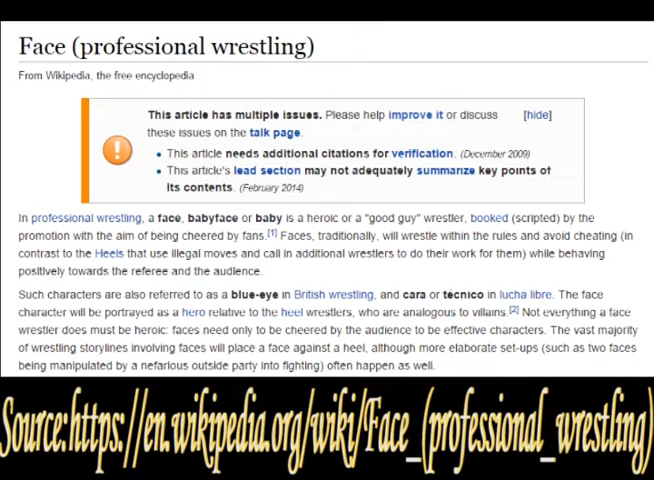 Face (professional wrestling)
From Wikipedia, the free encyclopedia
This article has multiple issues. Please help improve it or discuss [hide]
these issues on the talk page.
• This article needs additional citations for verification. (December 2009)
• This article's lead section may not adequately summarize key points of
its contents. (February 2014)
In professional wrestling, a face, babyface or baby is a heroic or a "good guy" wrestler, booked (scripted) by the
promotion with the aim of being cheered by fans.[1] Faces, traditionally, will wrestle within the rules and avoid cheating (in
contrast to the Heels that use illegal moves and call in additional wrestlers to do their work for them) while behaving
positively towards the referee and the audience.
Such characters are also referred to as a blue-eye in British wrestling, and cara or técnico in lucha libre. The face
character will be portrayed as a hero relative to the heel wrestlers, who are analogous to villains.[2] Not everything a face
wrestler does must be heroic: faces need only to be cheered by the audience to be effective characters. The vast majority
of wrestling storylines involving faces will place a face against a heel, although more elaborate set-ups (such as two faces
being manipulated by a nefarious outside party into fighting) often happen as well.
Source:https://en.wikipedia.org/wiki/Face_(professional_wrestling)